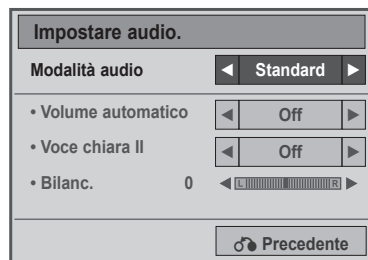 Impostare audio.
Modalità audio ◄ Standard ►
• Volume automatico ◄ Off ►
• Voce chiara II ◄ Off ►
• Bilanc. 0 ◄ L R ►
Precedente